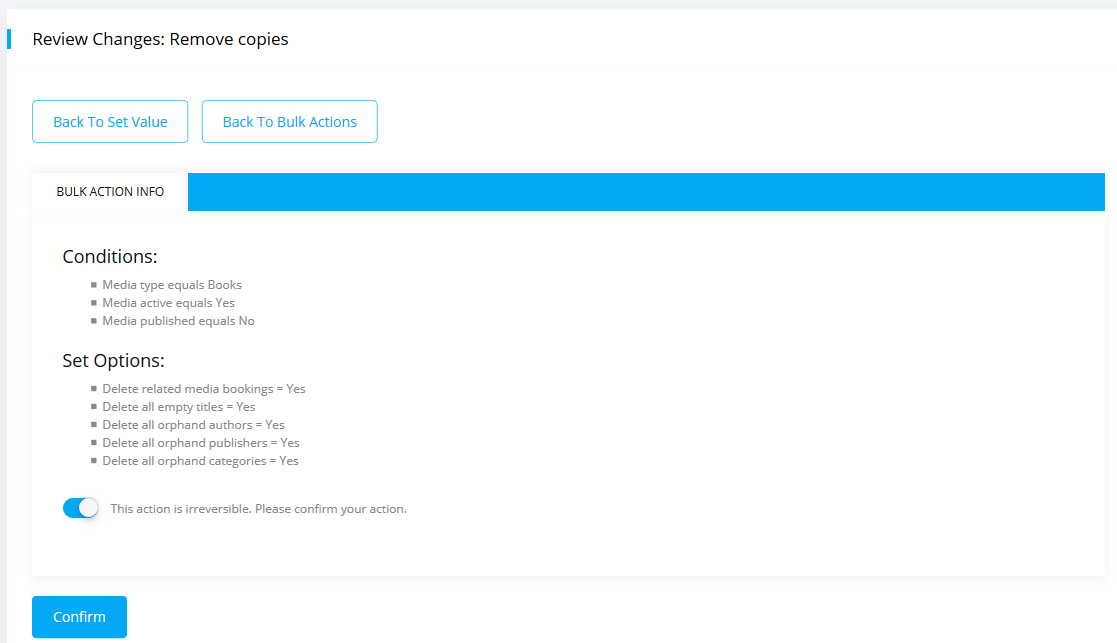 Review Changes: Remove copies
Back To Set Value
Back To Bulk Actions
BULK ACTION INFO
Conditions:
Media type equals Books
Media active equals Yes
Media published equals No
Set Options:
Delete related media bookings = Yes
Delete all empty titles = Yes
Delete all orphand authors = Yes
Delete all orphand publishers = Yes
Delete all orphand categories = Yes
This action is irreversible. Please confirm your action.
Confirm